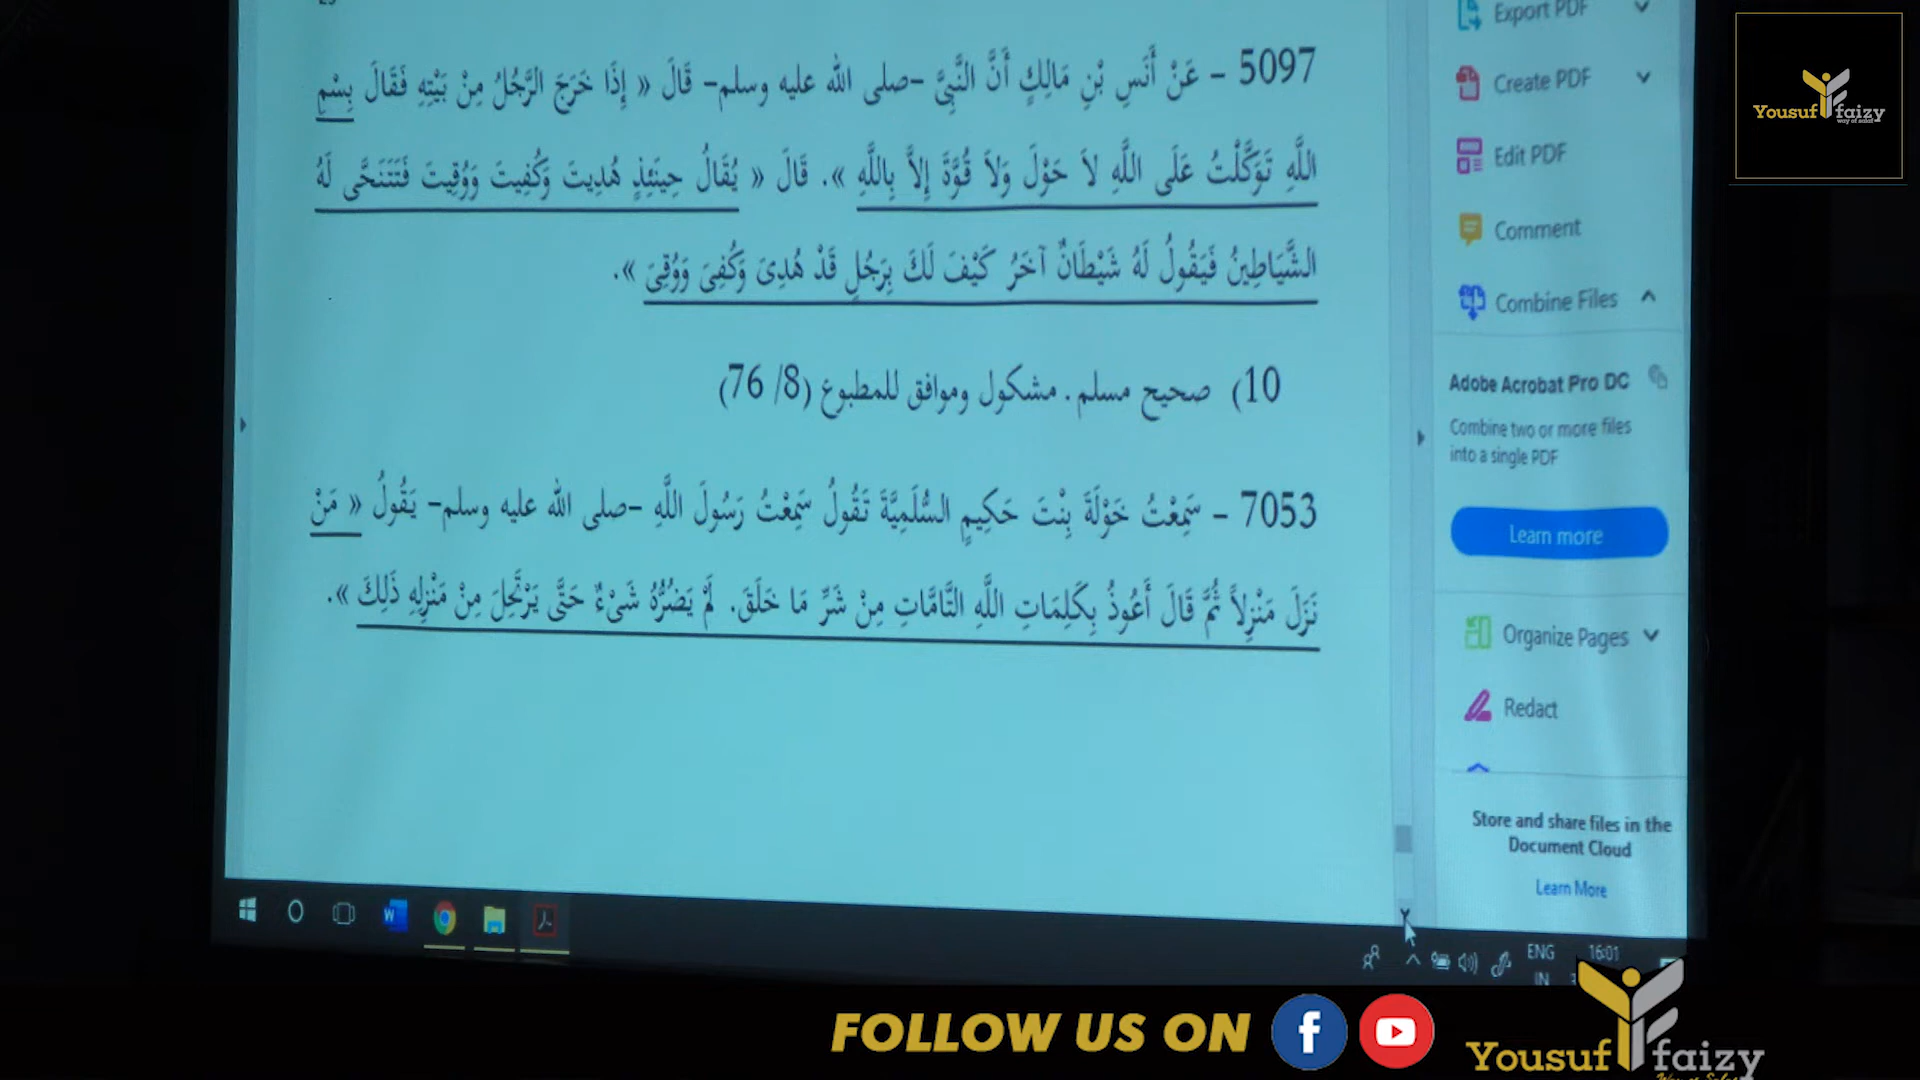 5097 – عَنْ أَنَسِ بْنِ مَالِكٍ أَنَّ النَّبِىَّ –صلى الله عليه وسلم– قَالَ « إِذَا خَرَجَ الرَّجُلُ مِنْ بَيْتِهِ فَقَالَ بِسْمِ
اللَّهِ تَوَكَّلْتُ عَلَى اللَّهِ لاَ حَوْلَ وَلاَ قُوَّةَ إِلاَّ بِاللَّهِ ». قَالَ « يُقَالُ حِينَئِذٍ هُدِيتَ وَكُفِيتَ وَوُقِيتَ فَتَتَنَحَّى لَهُ
الشَّيَاطِينُ فَيَقُولُ لَهُ شَيْطَانٌ آخَرُ كَيْفَ لَكَ بِرَجُلٍ قَدْ هُدِىَ وَكُفِىَ وَوُقِىَ ».
10) صحيح مسلم. مشكول وموافق للمطبوع (8/ 76)
7053 – سَمِعْتُ خَوْلَةَ بِنْتَ حَكِيمٍ السُّلَمِيَّةَ تَقُولُ سَمِعْتُ رَسُولَ اللَّهِ –صلى الله عليه وسلم– يَقُولُ « مَنْ
نَزَلَ مَنْزِلاً ثُمَّ قَالَ أَعُوذُ بِكَلِمَاتِ اللَّهِ التَّامَّاتِ مِنْ شَرِّ مَا خَلَقَ. لَمْ يَضُرُّهُ شَىْءٌ حَتَّى يَرْتَحِلَ مِنْ مَنْزِلِهِ ذَلِكَ ».
Export PDF
Create PDF
Edit PDF
Comment
Combine Files
Adobe Acrobat Pro DC
Combine two or more files
into a single PDF
Learn more
Organize Pages
Redact
Store and share files in the
Document Cloud
Learn More
ENG
IN
16:01
Yousuf faizy
FOLLOW US ON
Yousuf faizy